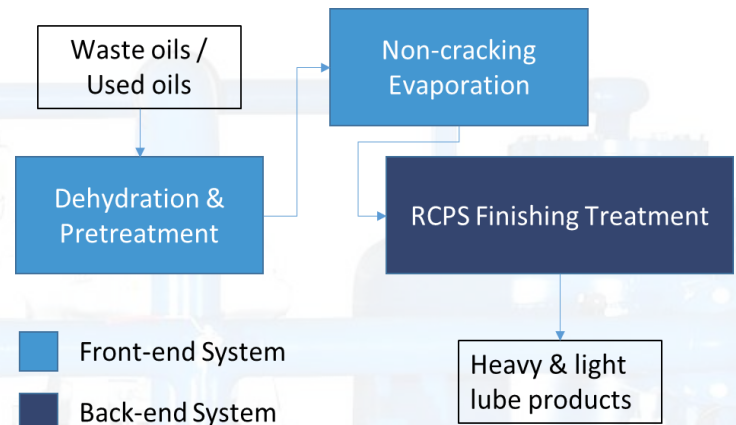 Waste oils /
Used oils
Non-cracking
Evaporation
Dehydration &
Pretreatment
RCPS Finishing Treatment
Front-end System
Heavy & light
lube products
Back-end System